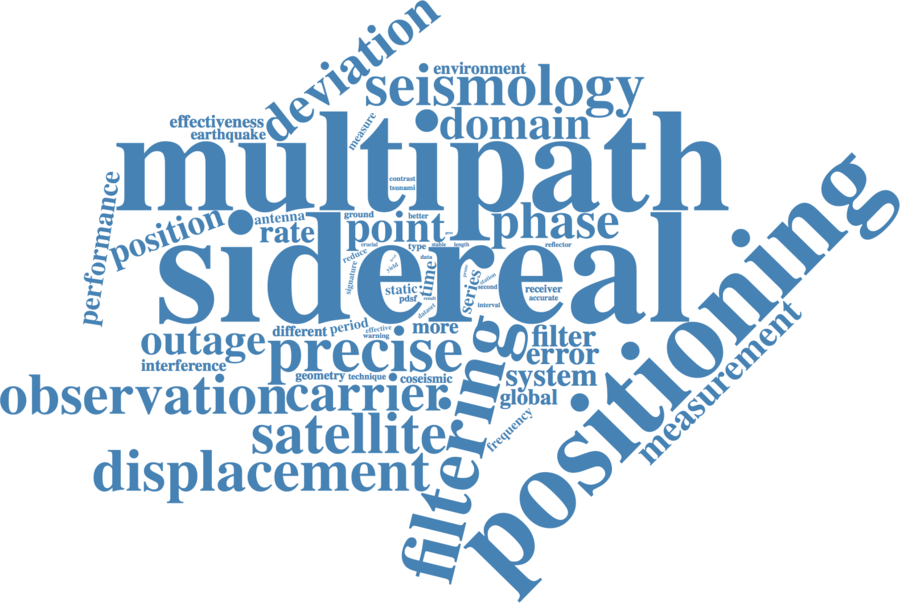 deviation
environment
seismology
effectiveness
earthquake
measure
domain
multipath
contrast
tsunami
performance
position
antenna
rate
ground
point
better
phase
sidereal
crucial
type
stable
length
reflector
reduce
signature
yield
data
time
static
pdsf
result
dataset
series
station
second
interval
receiver
accurate
positioning
measurement
outage
different
period
effective
warning
more
precise
interference
geometry
technique
coseismic
filter
error
system
global
observation
carrier
satellite
frequency
filtering
displacement